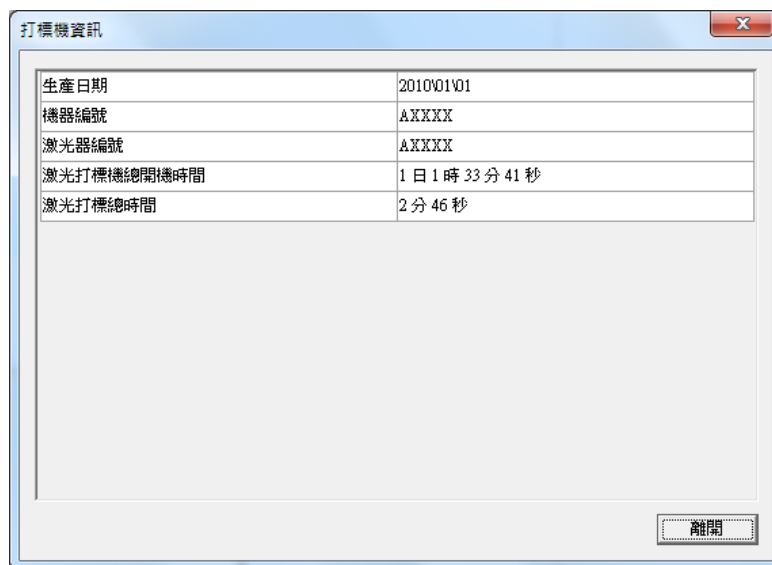 打標機資訊
生產日期 2010\01\01
機器編號 AXXXX
激光器編號 AXXXX
激光打標機總開機時間 1 日 1 時 33 分 41 秒
激光打標總時間 2 分 46 秒
離開